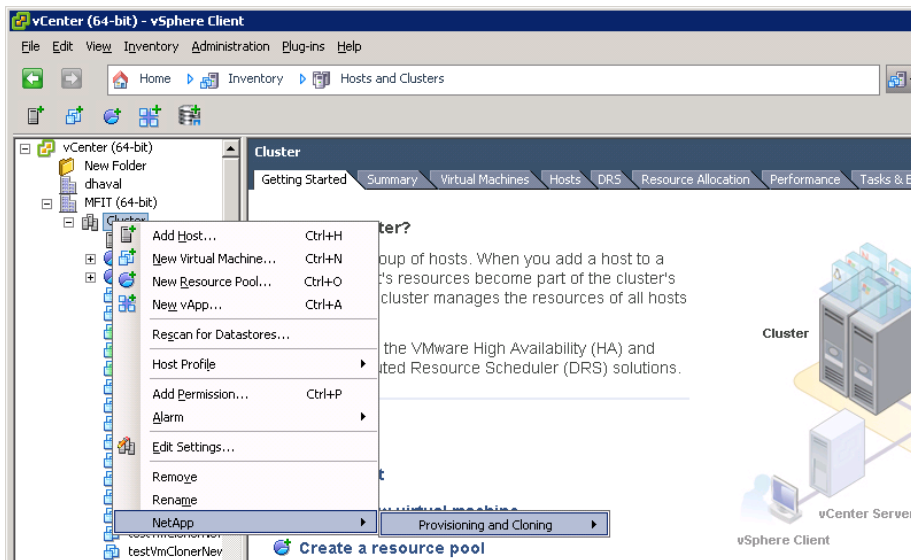 vCenter (64-bit) - vSphere Client
File Edit View Inventory Administration Plug-ins Help
Home Inventory Hosts and Clusters
vCenter (64-bit)
New Folder
dhaval
MFIT (64-bit)
Cluster
Cluster
Getting Started Summary Virtual Machines Hosts DRS Resource Allocation Performance Tasks & E
Add Host... Ctrl+H
New Virtual Machine... Ctrl+N
New Resource Pool... Ctrl+O
New vApp... Ctrl+A
Rescan for Datastores...
Host Profile
Add Permission... Ctrl+P
Alarm
Edit Settings...
Remove
Rename
NetApp
Provisioning and Cloning
ter?
oup of hosts. When you add a host to a
t's resources become part of the cluster's
cluster manages the resources of all hosts
the VMware High Availability (HA) and
uted Resource Scheduler (DRS) solutions.
t
virtual machine
Create a resource pool
testVmClonerNev
Cluster
vCenter Server
vSphere Client